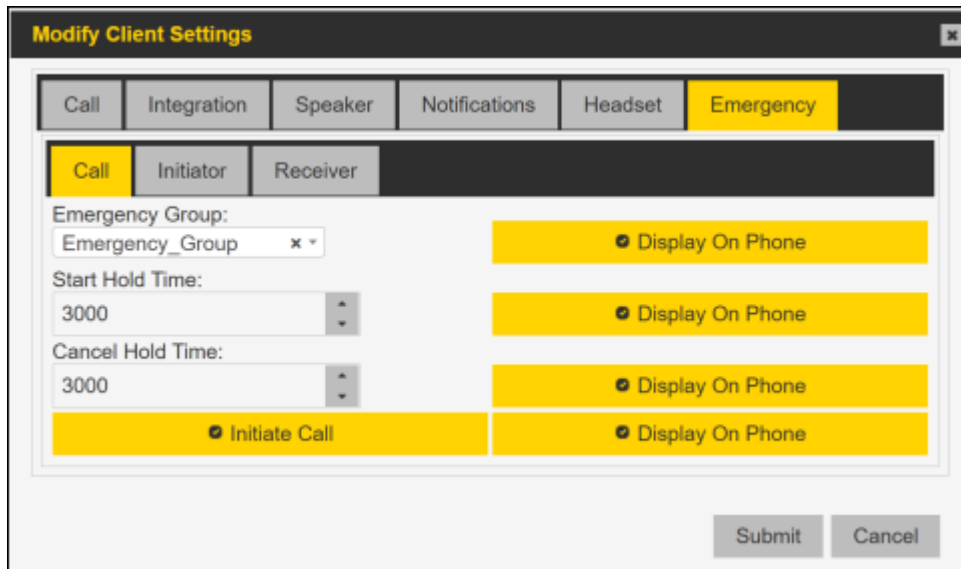 Modify Client Settings
Call Integration Speaker Notifications Headset Emergency
Call Initiator Receiver
Emergency Group:
Emergency_Group Display On Phone
Start Hold Time:
3000 Display On Phone
Cancel Hold Time:
3000 Display On Phone
Initiate Call Display On Phone
Submit Cancel